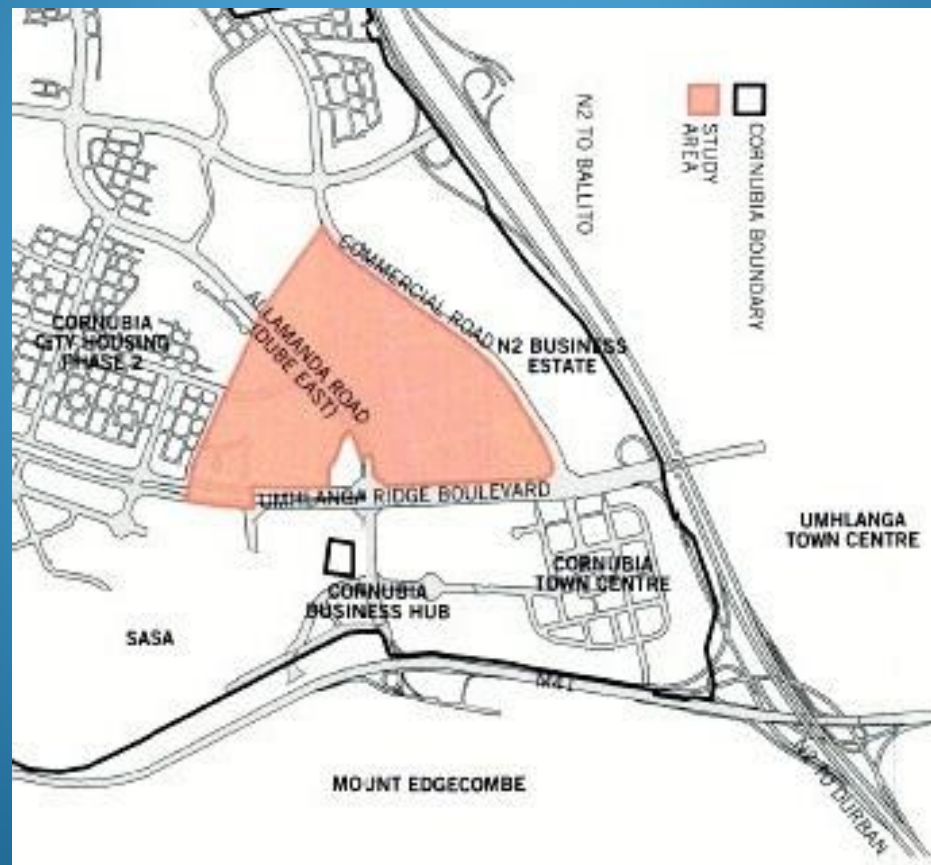 CORNUBIA BOUNDARY
STUDY
AREA
N2 TO BALLITO
COMMERCIAL ROAD
ALLAMANDA ROAD
(DUBE EAST)
CORNUBIA
CITY HOUSING
PHASE 2
N2 BUSINESS
ESTATE
UMHLANGA RIDGE BOULEVARD
UMHLANGA
TOWN CENTRE
CORNUBIA
TOWN CENTRE
CORNUBIA
BUSINESS HUB
SASA
M41
MOUNT EDGECOMBE
N2 TO DURBAN